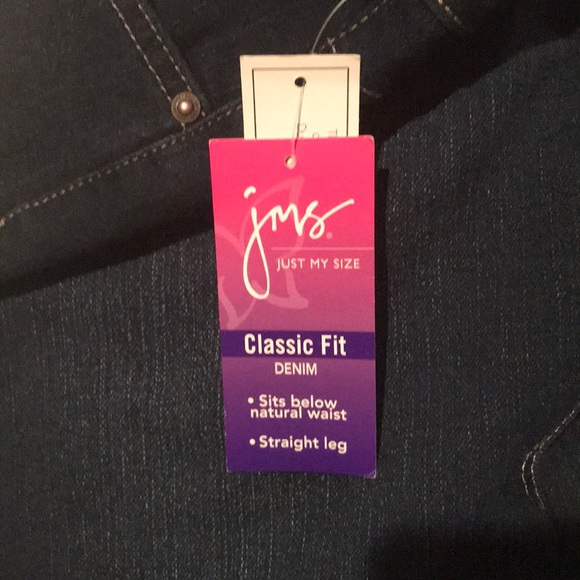 jms®
JUST MY SIZE
Classic Fit
DENIM
• Sits below
natural waist
• Straight leg